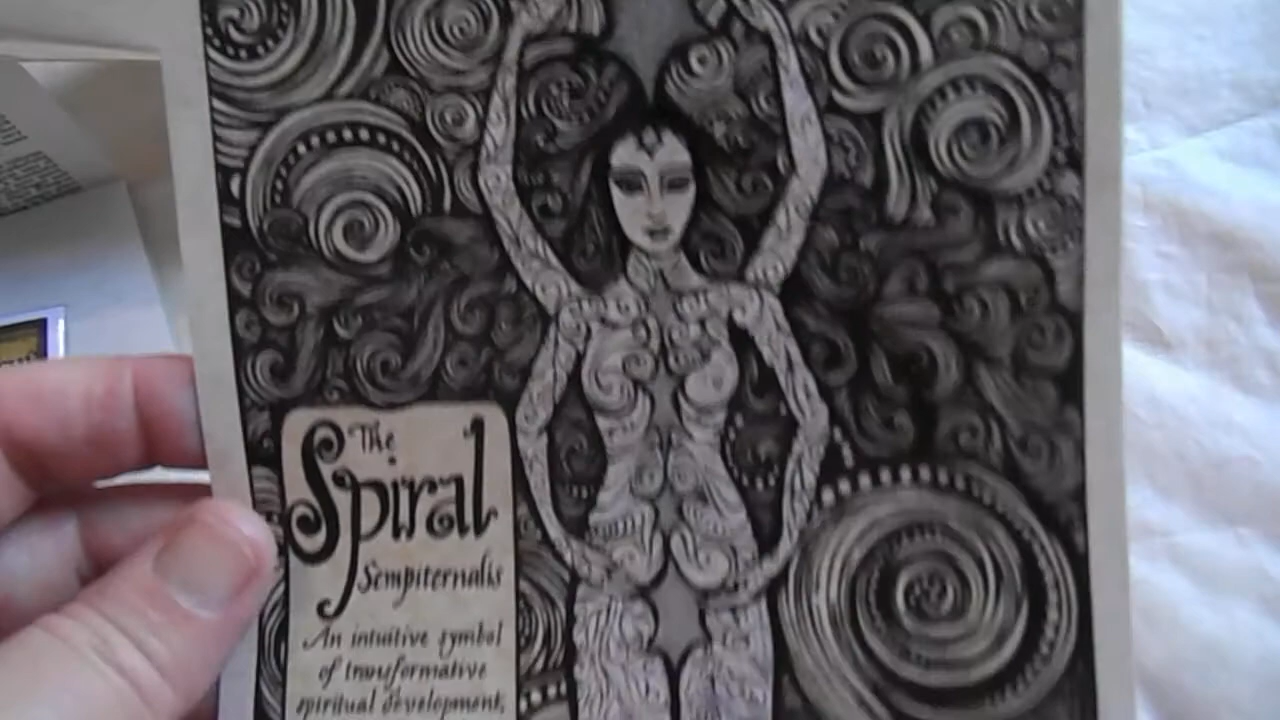 The
Spiral
Sempiternalis
An intuitive symbol
of transformative
spiritual development,